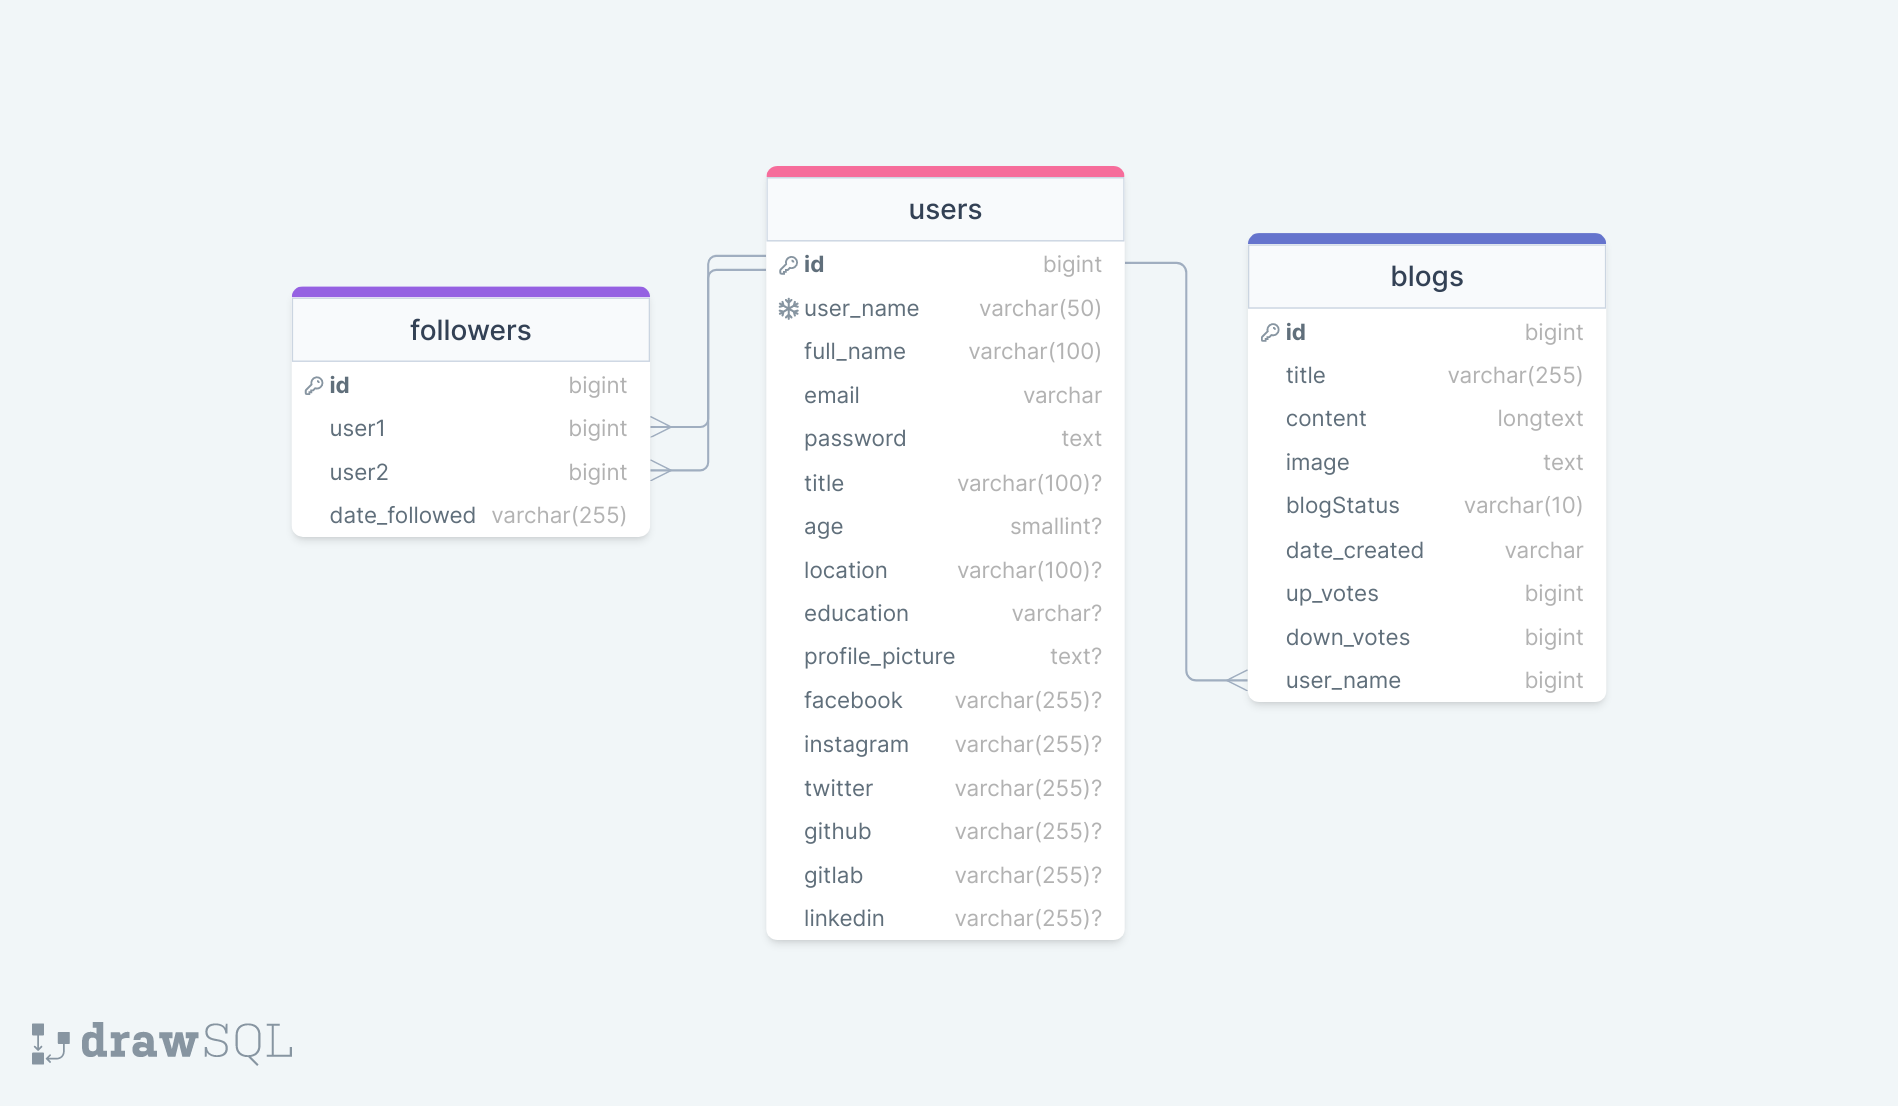 followers
id bigint
user1 bigint
user2 bigint
date_followed varchar(255)
users
id bigint
user_name varchar(50)
full_name varchar(100)
email varchar
password text
title varchar(100)?
age smallint?
location varchar(100)?
education varchar?
profile_picture text?
facebook varchar(255)?
instagram varchar(255)?
twitter varchar(255)?
github varchar(255)?
gitlab varchar(255)?
linkedin varchar(255)?
blogs
id bigint
title varchar(255)
content longtext
image text
blogStatus varchar(10)
date_created varchar
up_votes bigint
down_votes bigint
user_name bigint
drawSQL